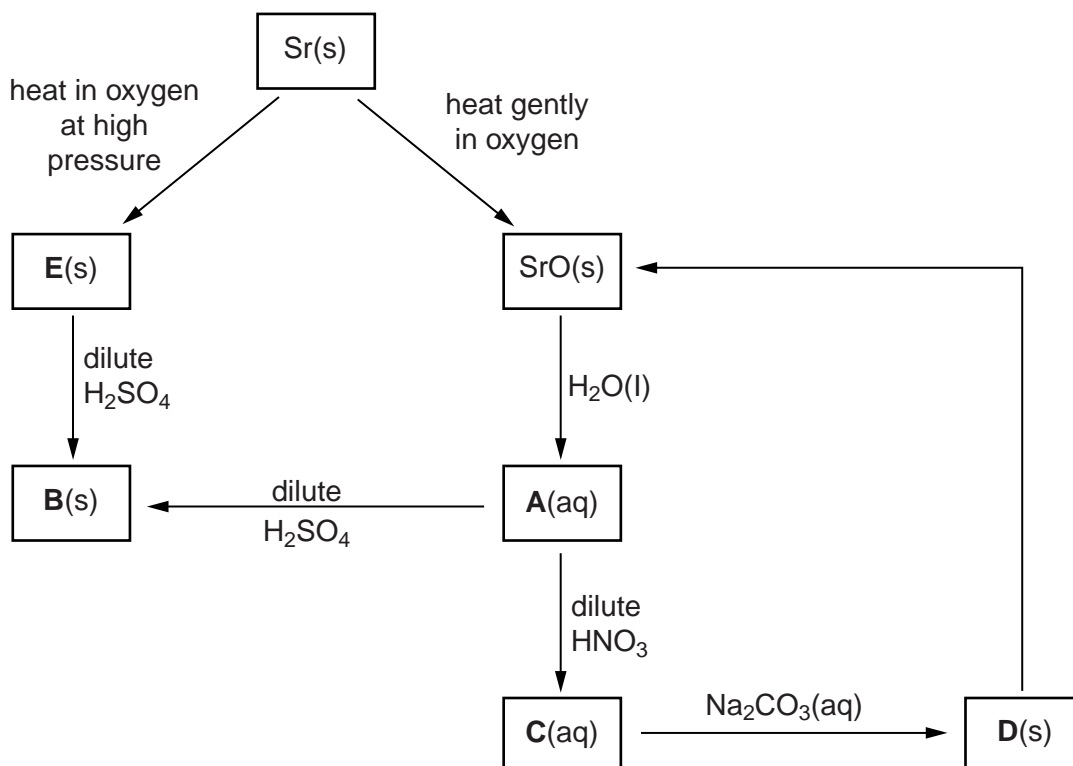 Sr(s)
heat in oxygen
at high
pressure
heat gently
in oxygen
E(s)
SrO(s)
dilute
H₂SO₄
H₂O(l)
B(s)
dilute
H₂SO₄
A(aq)
dilute
HNO₃
C(aq)
Na₂CO₃(aq)
D(s)